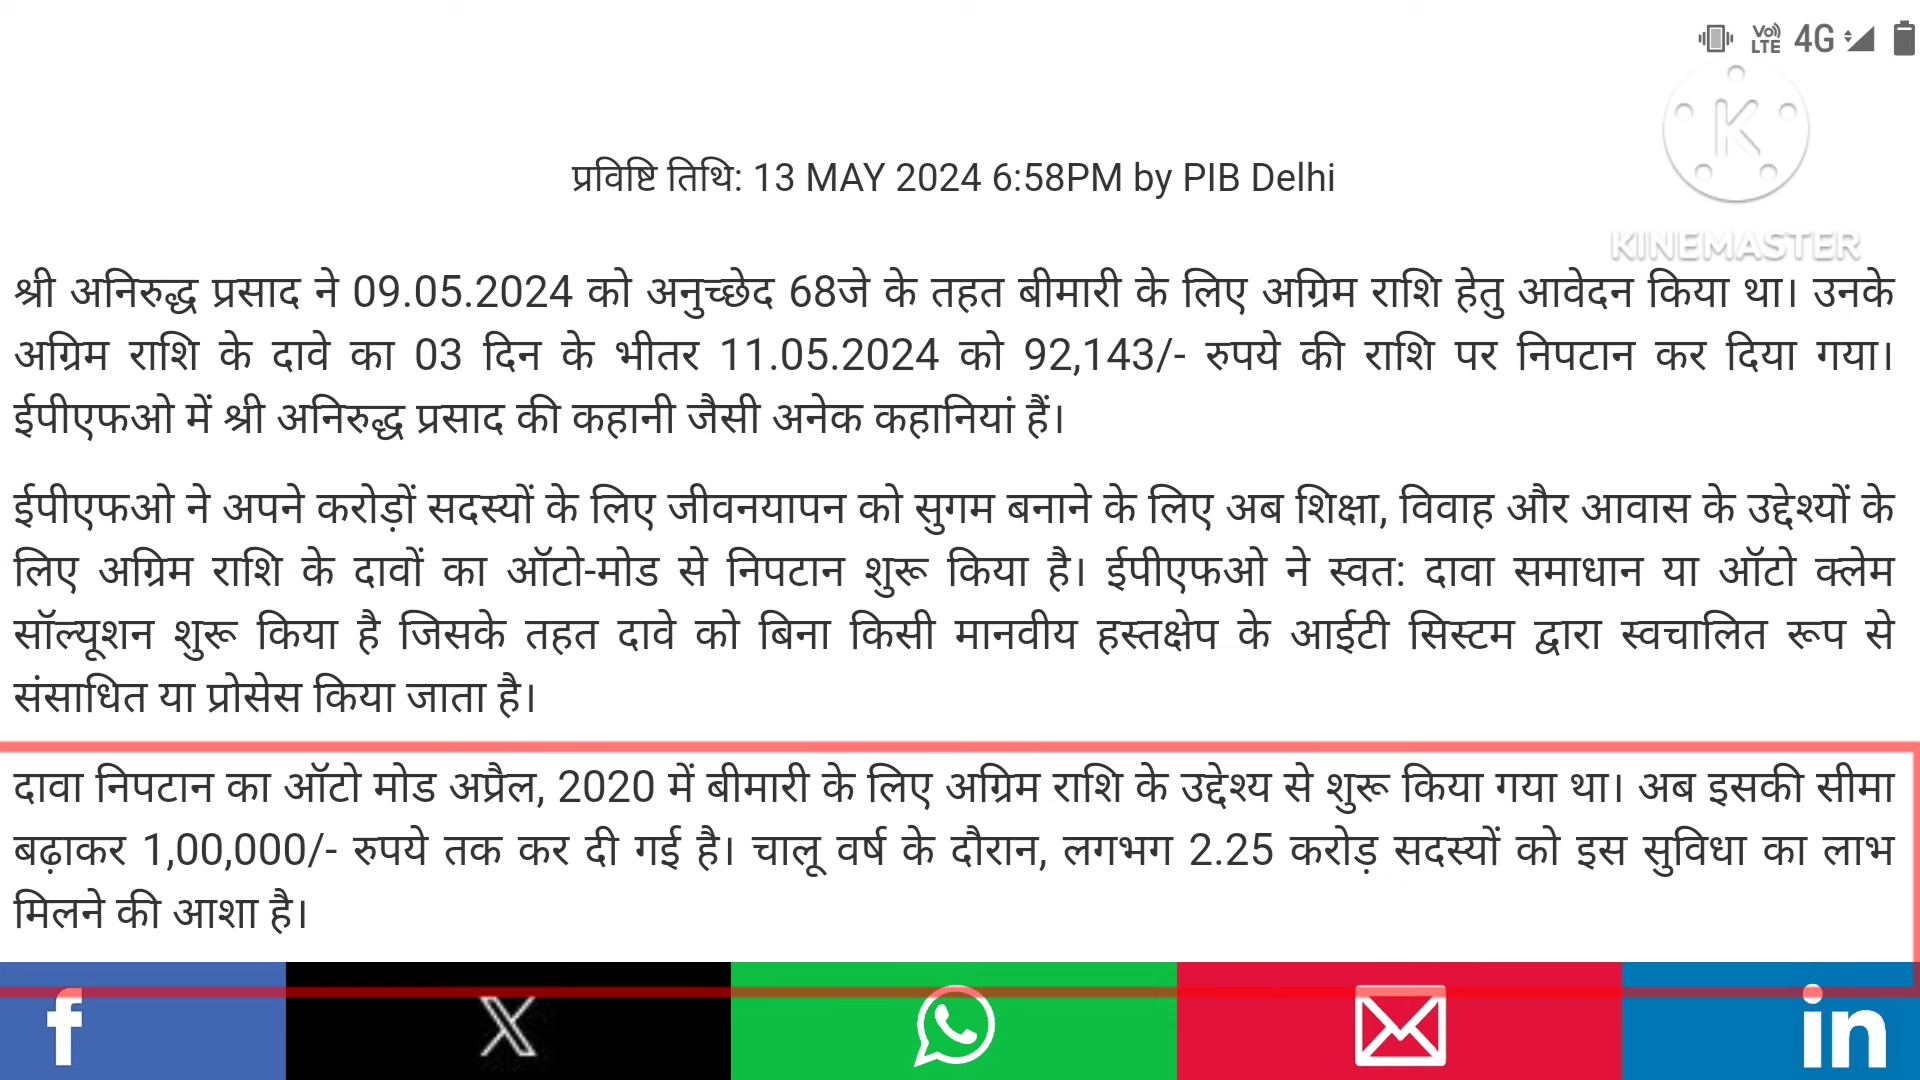 Vo)) LTE 4G
K
KINEMASTER
प्रविष्टि तिथि: 13 MAY 2024 6:58PM by PIB Delhi
श्री अनिरुद्ध प्रसाद ने 09.05.2024 को अनुच्छेद 68जे के तहत बीमारी के लिए अग्रिम राशि हेतु आवेदन किया था। उनके
अग्रिम राशि के दावे का 03 दिन के भीतर 11.05.2024 को 92,143/- रुपये की राशि पर निपटान कर दिया गया।
ईपीएफओ में श्री अनिरुद्ध प्रसाद की कहानी जैसी अनेक कहानियां हैं।
ईपीएफओ ने अपने करोड़ों सदस्यों के लिए जीवनयापन को सुगम बनाने के लिए अब शिक्षा, विवाह और आवास के उद्देश्यों के
लिए अग्रिम राशि के दावों का ऑटो-मोड से निपटान शुरू किया है। ईपीएफओ ने स्वत: दावा समाधान या ऑटो क्लेम
सॉल्यूशन शुरू किया है जिसके तहत दावे को बिना किसी मानवीय हस्तक्षेप के आईटी सिस्टम द्वारा स्वचालित रूप से
संसाधित या प्रोसेस किया जाता है।
दावा निपटान का ऑटो मोड अप्रैल, 2020 में बीमारी के लिए अग्रिम राशि के उद्देश्य से शुरू किया गया था। अब इसकी सीमा
बढ़ाकर 1,00,000/- रुपये तक कर दी गई है। चालू वर्ष के दौरान, लगभग 2.25 करोड़ सदस्यों को इस सुविधा का लाभ
मिलने की आशा है।
f X in